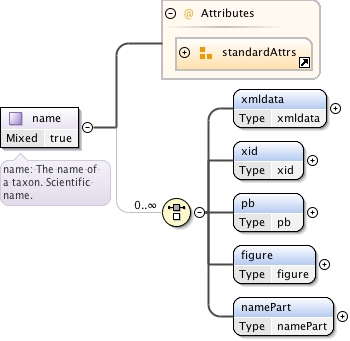 @ Attributes
standardAttrs
name
Mixed true
name: The name of
a taxon. Scientific
name.
0..∞
xmldata
Type xmldata
xid
Type xid
pb
Type pb
figure
Type figure
namePart
Type namePart